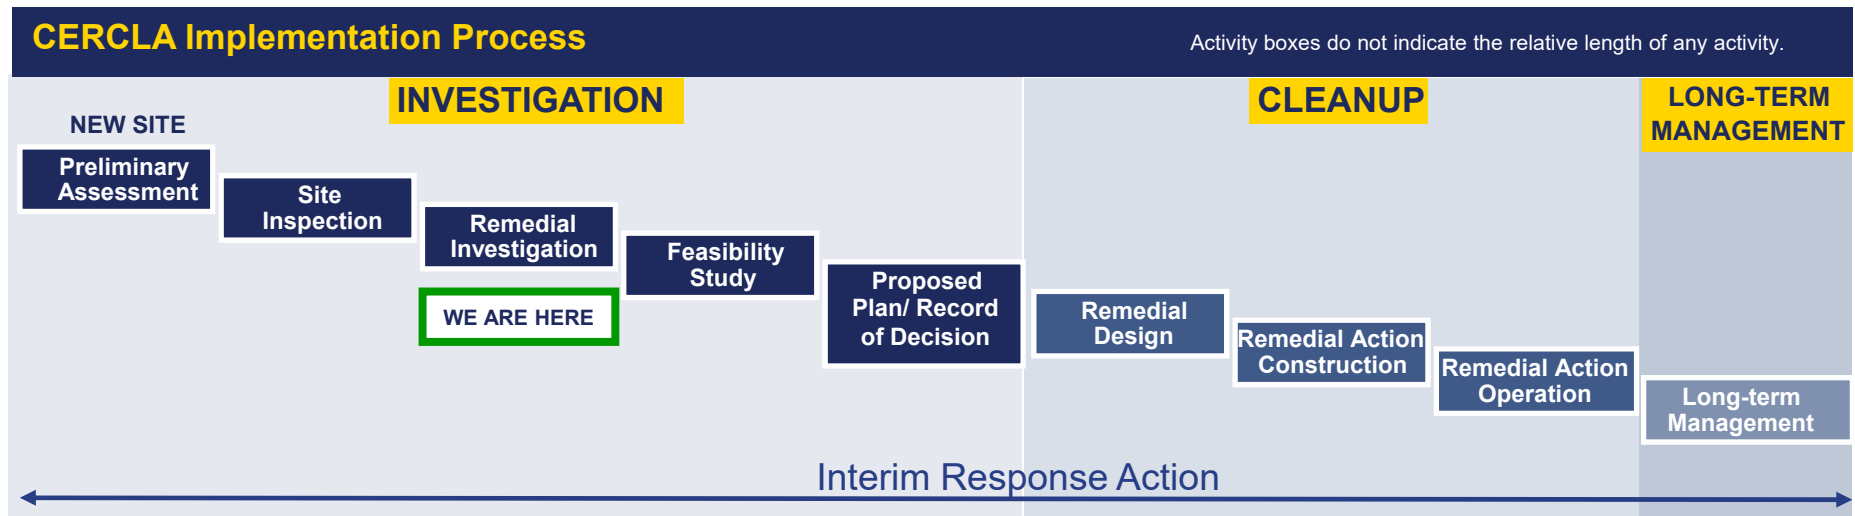 CERCLA Implementation Process
Activity boxes do not indicate the relative length of any activity.
INVESTIGATION
CLEANUP
LONG-TERM
MANAGEMENT
NEW SITE
Preliminary
Assessment
Site
Inspection
Remedial
Investigation
WE ARE HERE
Feasibility
Study
Proposed
Plan/ Record
of Decision
Remedial
Design
Remedial Action
Construction
Remedial Action
Operation
Long-term
Management
Interim Response Action